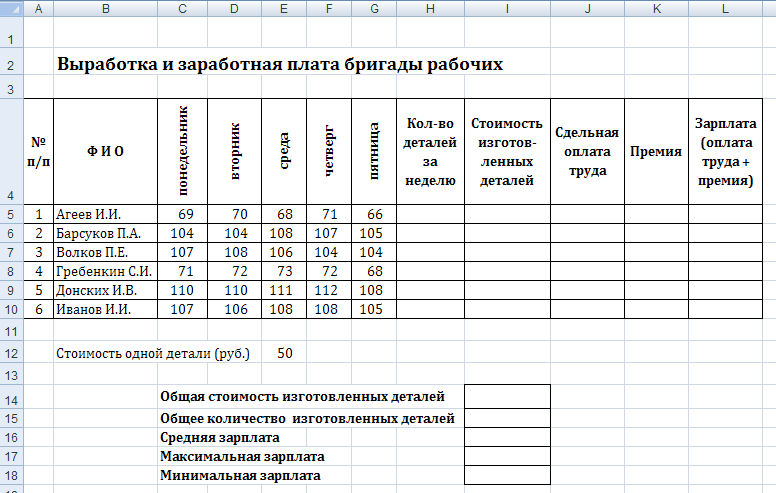 A B C D E F G H I J K L
1
2 Выработка и заработная плата бригады рабочих
3
4 № п/п Ф И О понедельник вторник среда четверг пятница Кол-во деталей за неделю Стоимость изготов-ленных деталей Сдельная оплата труда Премия Зарплата (оплата труда + премия)
5 1 Агеев И.И. 69 70 68 71 66
6 2 Барсуков П.А. 104 104 108 107 105
7 3 Волков П.Е. 107 108 106 104 104
8 4 Гребенкин С.И. 71 72 73 72 68
9 5 Донских И.В. 110 110 111 112 108
10 6 Иванов И.И. 107 106 108 108 105
11
12 Стоимость одной детали (руб.) 50
13
14 Общая стоимость изготовленных деталей
15 Общее количество изготовленных деталей
16 Средняя зарплата
17 Максимальная зарплата
18 Минимальная зарплата